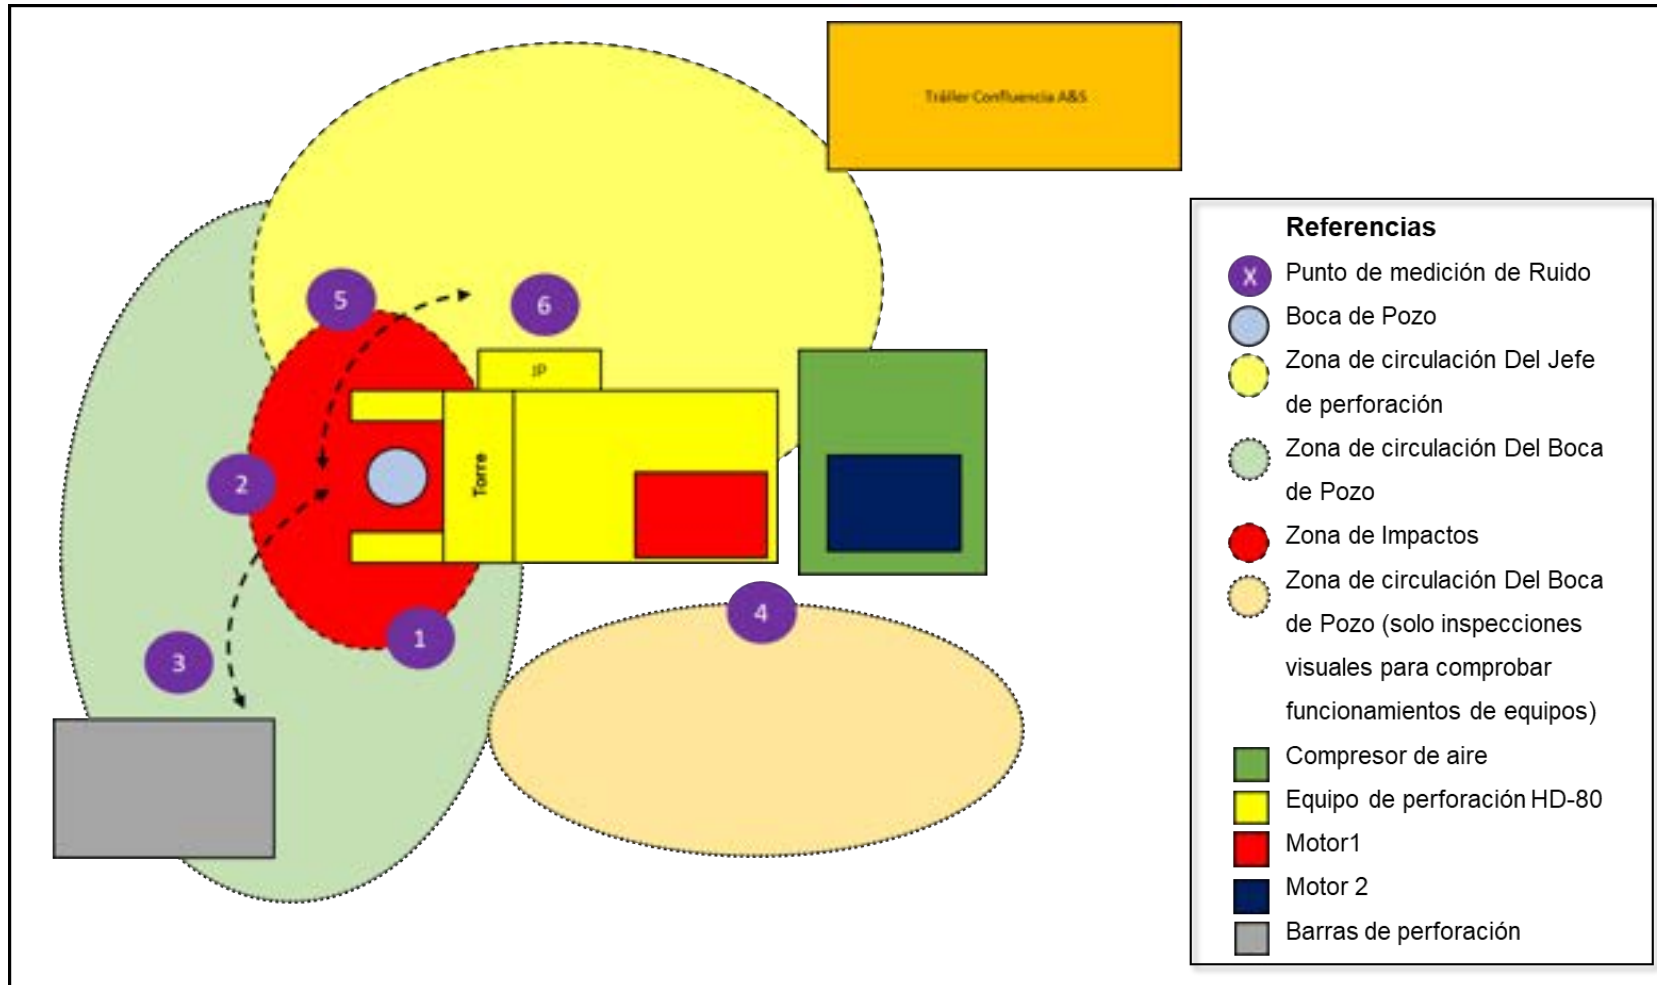 Tráiler Confluencia A&S
5
6
JP
2
Torre
4
1
3
Referencias
X Punto de medición de Ruido
Boca de Pozo
Zona de circulación Del Jefe
de perforación
Zona de circulación Del Boca
de Pozo
Zona de Impactos
Zona de circulación Del Boca
de Pozo (solo inspecciones
visuales para comprobar
funcionamientos de equipos)
Compresor de aire
Equipo de perforación HD-80
Motor1
Motor 2
Barras de perforación